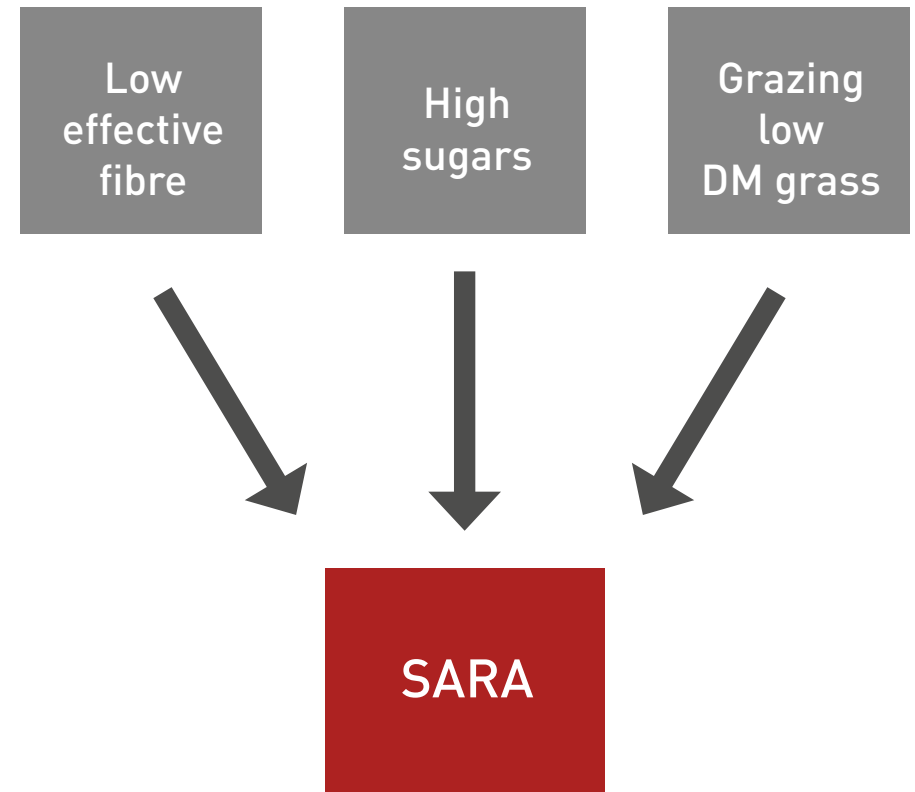 Low
effective
fibre
High
sugars
Grazing
low
DM grass
SARA